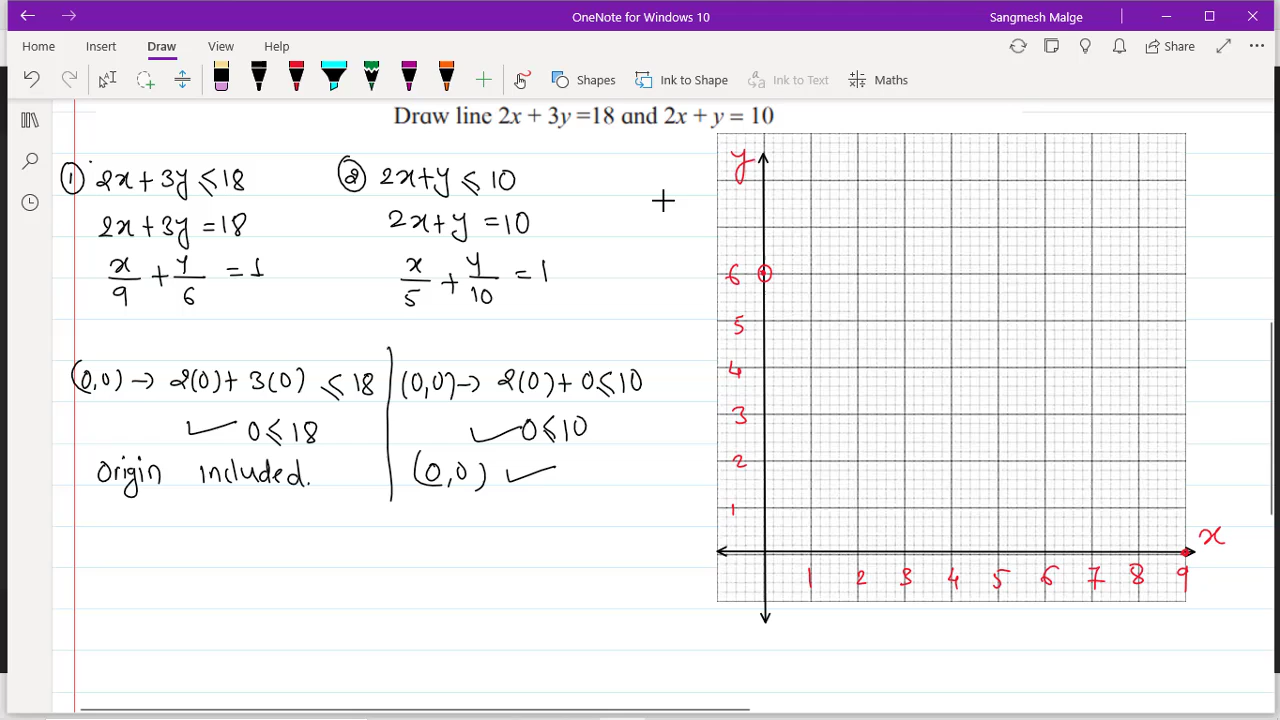 OneNote for Windows 10
Sangmesh Malge
Home Insert Draw View Help
Share
Shapes Ink to Shape Ink to Text Maths
Draw line 2x + 3y =18 and 2x + y = 10
① 2x + 3y ≤ 18
2x + 3y = 18
x/9 + y/6 = 1
② 2x+y ≤ 10
2x+y = 10
x/5 + y/10 = 1
(0,0) → 2(0)+ 3(0) ≤ 18
✓ 0 ≤ 18
Origin included.
(0,0) → 2(0) + 0 ≤ 10
✓ 0 ≤ 10
(0,0) ✓
y
6
5
4
3
2
1
x
1 2 3 4 5 6 7 8 9